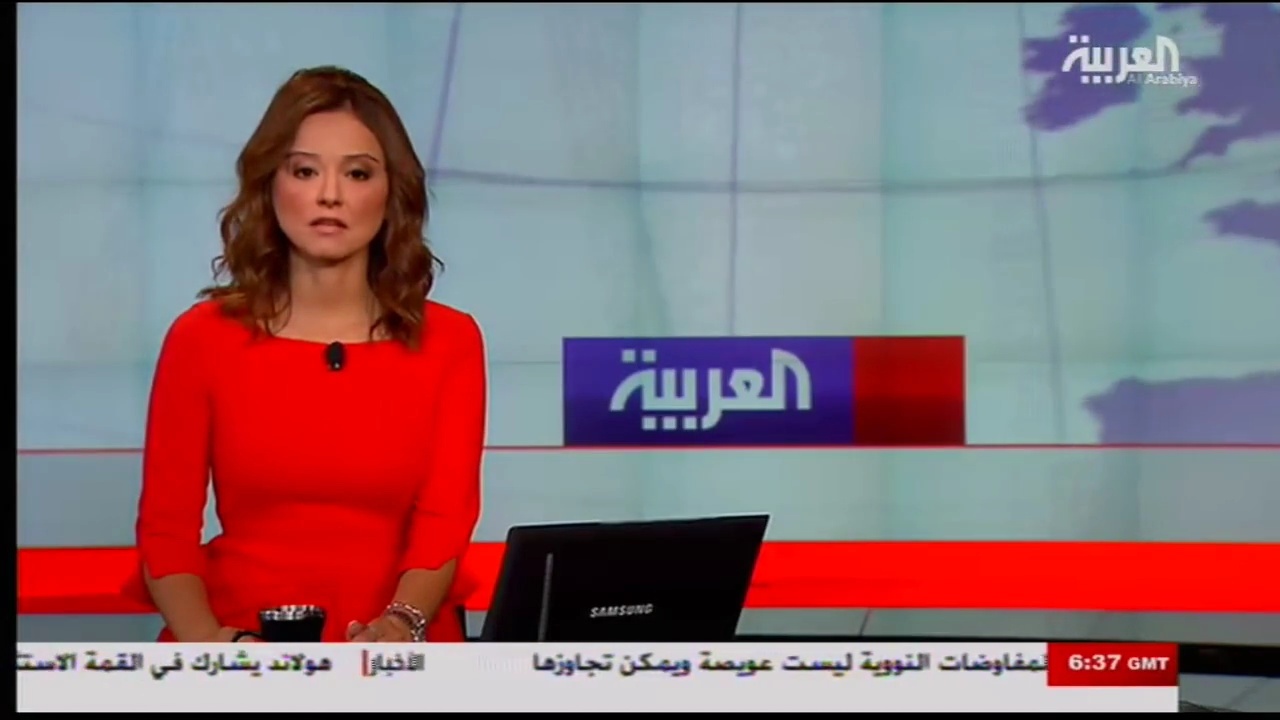 العربية
Al Arabiya
العربية
SAMSUNG
6:37 GMT
المفاوضات النووية ليست عويصة ويمكن تجاوزها
الأخبار
هولاند يشارك في القمة